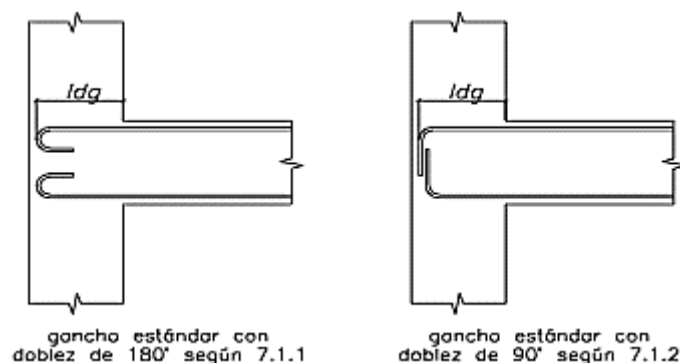 ldg
ldg
gancho estándar con
doblez de 180° según 7.1.1
gancho estándar con
doblez de 90° según 7.1.2